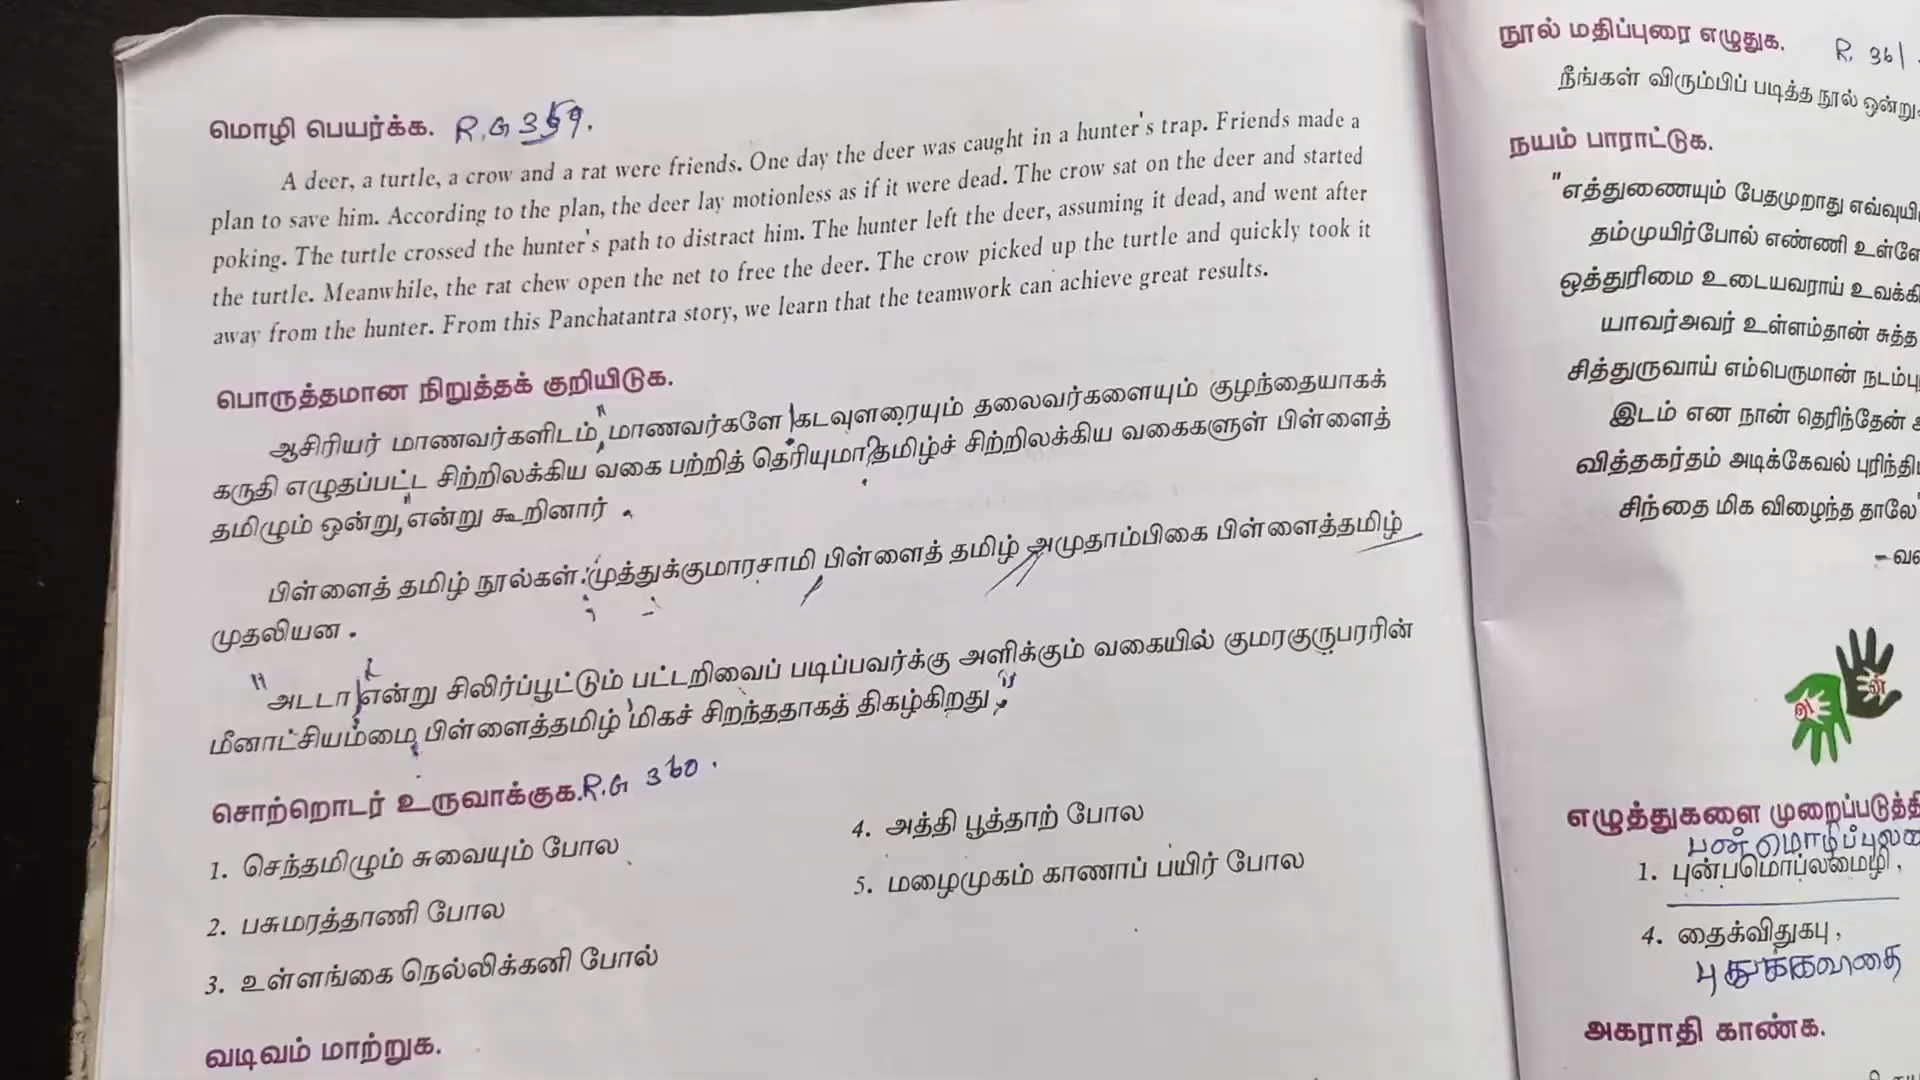 மொழி பெயர்க்க. R.G 359.
A deer, a turtle, a crow and a rat were friends. One day the deer was caught in a hunter's trap. Friends made a
plan to save him. According to the plan, the deer lay motionless as if it were dead. The crow sat on the deer and started
poking. The turtle crossed the hunter's path to distract him. The hunter left the deer, assuming it dead, and went after
the turtle. Meanwhile, the rat chew open the net to free the deer. The crow picked up the turtle and quickly took it
away from the hunter. From this Panchatantra story, we learn that the teamwork can achieve great results.
பொருத்தமான நிறுத்தக் குறியிடுக.
ஆசிரியர் மாணவர்களிடம், "மாணவர்களே! கடவுளரையும் தலைவர்களையும் குழந்தையாகக்
கருதி எழுதப்பட்ட சிற்றிலக்கிய வகை பற்றித் தெரியுமா? தமிழ்ச் சிற்றிலக்கிய வகைகளுள் பிள்ளைத்
தமிழும் ஒன்று," என்று கூறினார் .
பிள்ளைத் தமிழ் நூல்கள்: முத்துக்குமாரசாமி பிள்ளைத் தமிழ், அமுதாம்பிகை பிள்ளைத்தமிழ்
முதலியன .
"அடடா! என்று சிலிர்ப்பூட்டும் பட்டறிவைப் படிப்பவர்க்கு அளிக்கும் வகையில் குமரகுருபரரின்
மீனாட்சியம்மை பிள்ளைத்தமிழ் மிகச் சிறந்ததாகத் திகழ்கிறது".
சொற்றொடர் உருவாக்குக. R.G 360.
1. செந்தமிழும் சுவையும் போல
2. பசுமரத்தாணி போல
3. உள்ளங்கை நெல்லிக்கனி போல்
4. அத்தி பூத்தாற் போல
5. மழைமுகம் காணாப் பயிர் போல
வடிவம் மாற்றுக.
நூல் மதிப்புரை எழுதுக. R. 361
நீங்கள் விரும்பிப் படித்த நூல்
நயம் பாராட்டுக.
"எத்துணையும் பேதமுறாது
தம்முயிர்போல் எண்ணி
ஒத்துரிமை உடையவராய்
யாவர்அவர் உள்ளம்தான்
சித்துருவாய் எம்பெருமான்
இடம் என நான் தெரிந்தேன்
வித்தகர்தம் அடிக்கேவல்
சிந்தை மிக விழைந்த தாலே"
எழுத்துகளை
1. புன்பமொப்லமைழி ,
4. தைக்விதுகபு ,
புதுக்கவிதை
அகராதி காண்க.